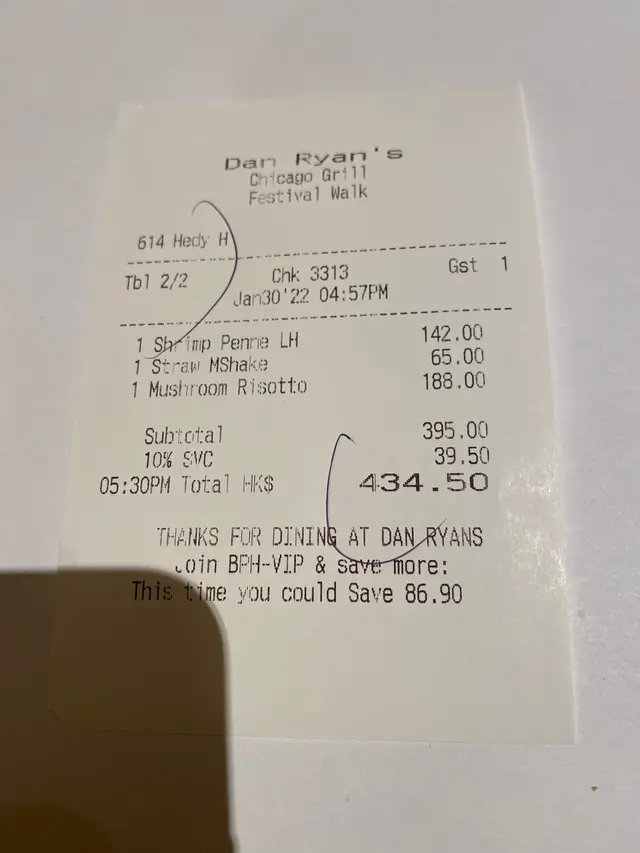 Dan Ryan's
Chicago Grill
Festival Walk
614 Hedy H
Tbl 2/2 Chk 3313 Gst 1
Jan30'22 04:57PM
1 Shrimp Penne LH 142.00
1 Straw MShake 65.00
1 Mushroom Risotto 188.00
Subtotal 395.00
10% SVC 39.50
05:30PM Total HK$ 434.50
THANKS FOR DINING AT DAN RYANS
Join BPH-VIP & save more:
This time you could Save 86.90